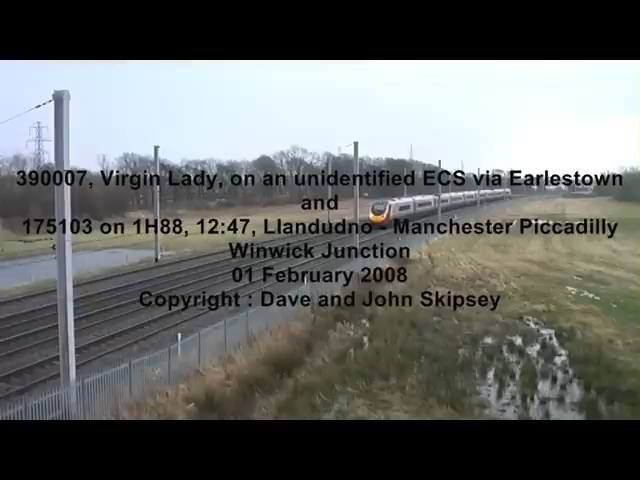 390007, Virgin Lady, on an unidentified ECS via Earlestown
and
175103 on 1H88, 12:47, Llandudno - Manchester Piccadilly
Winwick Junction
01 February 2008
Copyright : Dave and John Skipsey